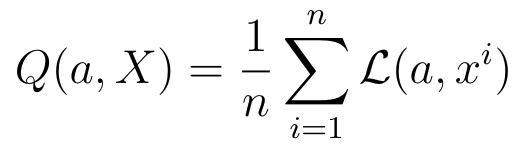 Q(a, X) = \frac{1}{n} \sum_{i=1}^{n} \mathcal{L}(a, x^i)